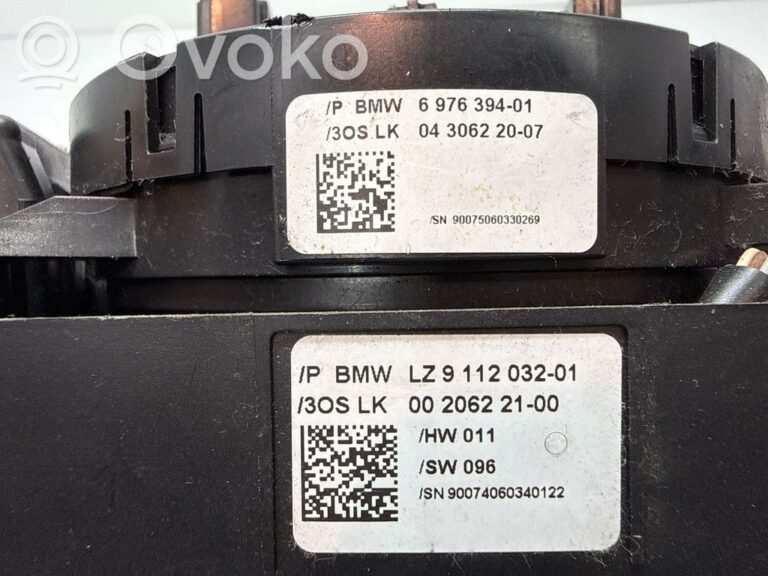 Ovoko
/P BMW 6 976 394-01
/3OS LK 04 3062 20-07
/SN 90075060330269
/P BMW LZ 9 112 032-01
/3OS LK 00 2062 21-00
/HW 011
/SW 096
/SN 90074060340122